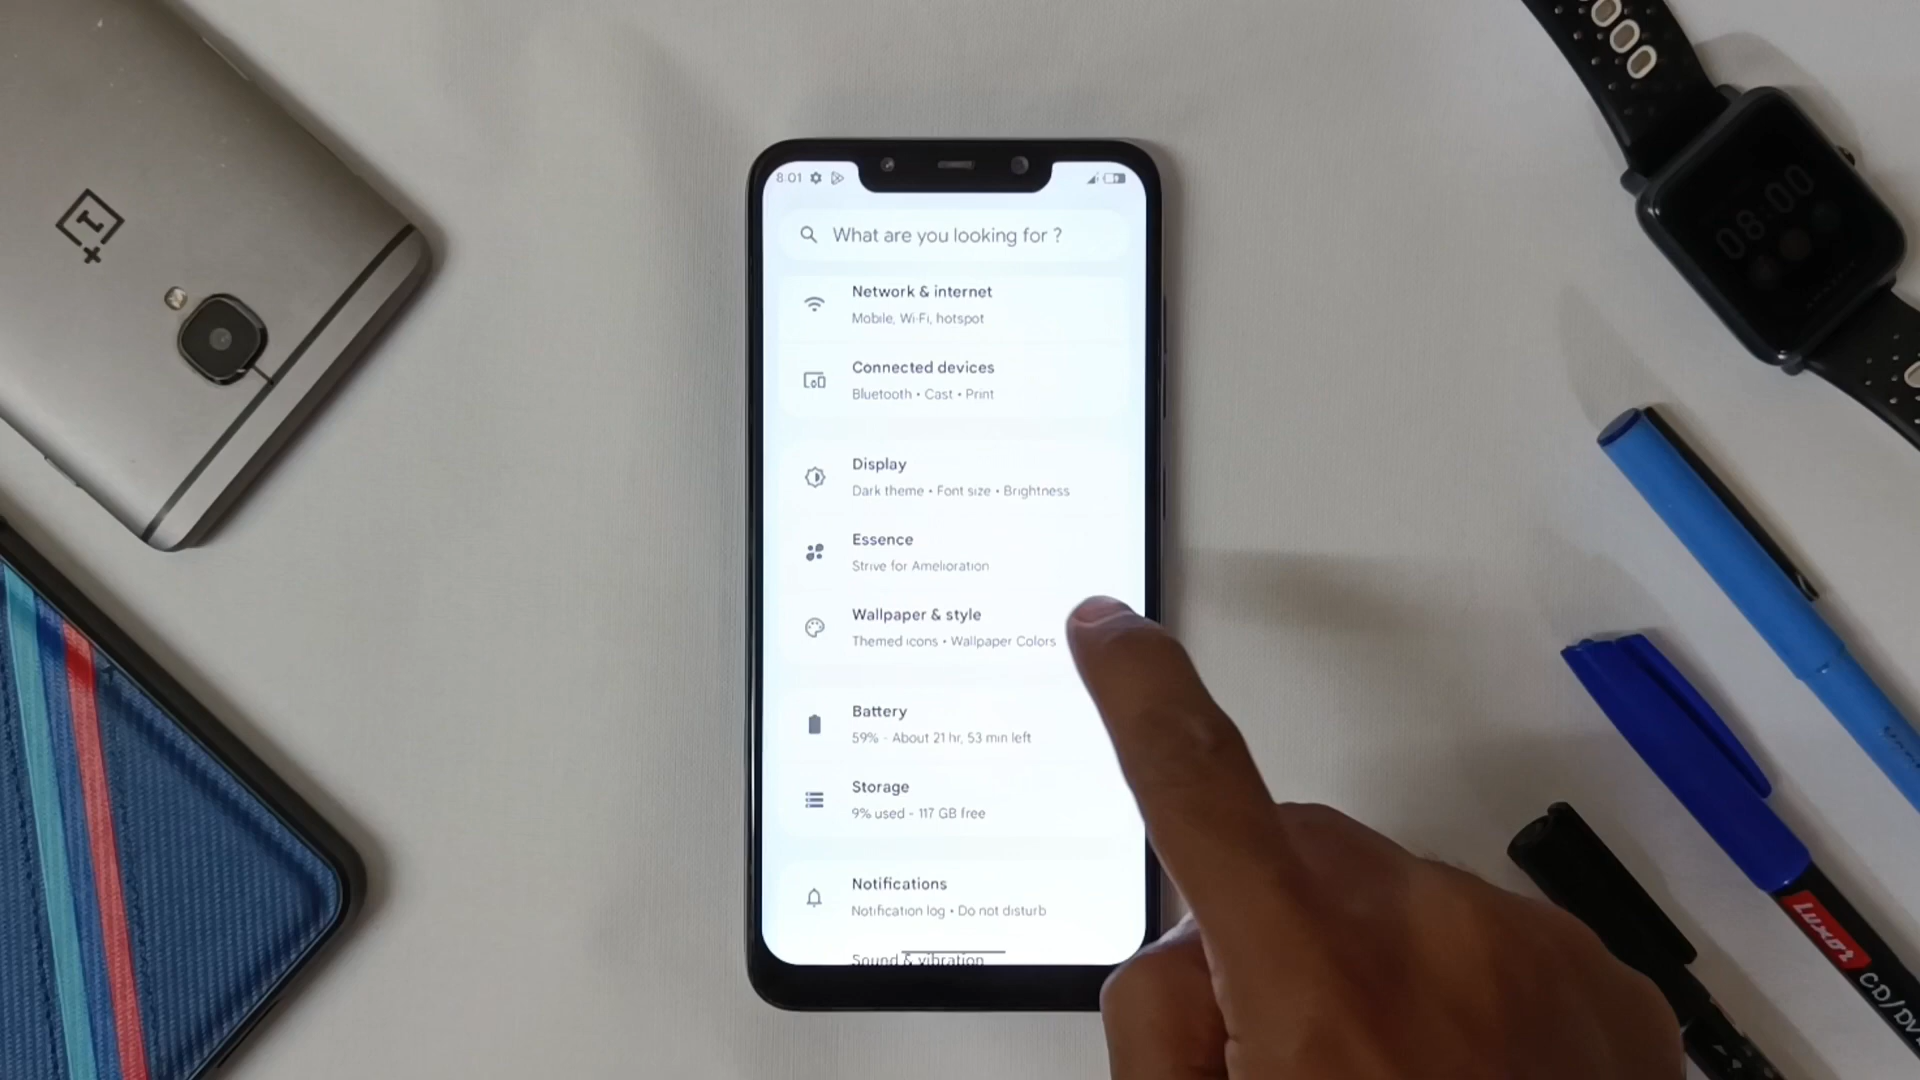 8:01
What are you looking for ?
Network & internet
Mobile, Wi-Fi, hotspot
Connected devices
Bluetooth • Cast • Print
Display
Dark theme • Font size • Brightness
Essence
Strive for Amelioration
Wallpaper & style
Themed icons • Wallpaper Colors
Battery
59% - About 21 hr, 53 min left
Storage
9% used - 117 GB free
Notifications
Notification log • Do not disturb
Sound & vibration
08:00
Luxor
CD/DV